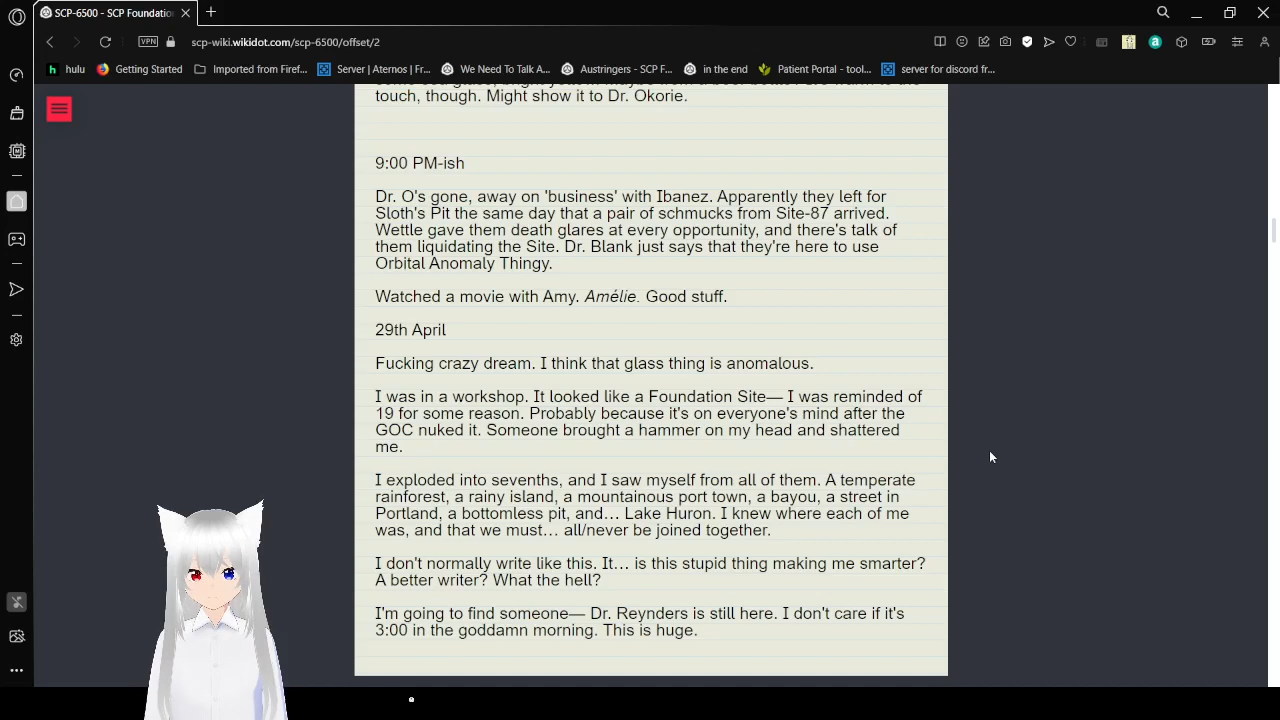 SCP-6500 - SCP Foundatio
scp-wiki.wikidot.com/scp-6500/offset/2
VPN
hulu
Getting Started
Imported from Firef...
Server | Aternos | Fr...
We Need To Talk A...
Austringers - SCP F...
in the end
Patient Portal - tool...
server for discord fr...
touch, though. Might show it to Dr. Okorie.
9:00 PM-ish
Dr. O's gone, away on 'business' with Ibanez. Apparently they left for
Sloth's Pit the same day that a pair of schmucks from Site-87 arrived.
Wettle gave them death glares at every opportunity, and there's talk of
them liquidating the Site. Dr. Blank just says that they're here to use
Orbital Anomaly Thingy.
Watched a movie with Amy. Amélie. Good stuff.
29th April
Fucking crazy dream. I think that glass thing is anomalous.
I was in a workshop. It looked like a Foundation Site— I was reminded of
19 for some reason. Probably because it's on everyone's mind after the
GOC nuked it. Someone brought a hammer on my head and shattered
me.
I exploded into sevenths, and I saw myself from all of them. A temperate
rainforest, a rainy island, a mountainous port town, a bayou, a street in
Portland, a bottomless pit, and… Lake Huron. I knew where each of me
was, and that we must… all/never be joined together.
I don't normally write like this. It… is this stupid thing making me smarter?
A better writer? What the hell?
I'm going to find someone— Dr. Reynders is still here. I don't care if it's
3:00 in the goddamn morning. This is huge.